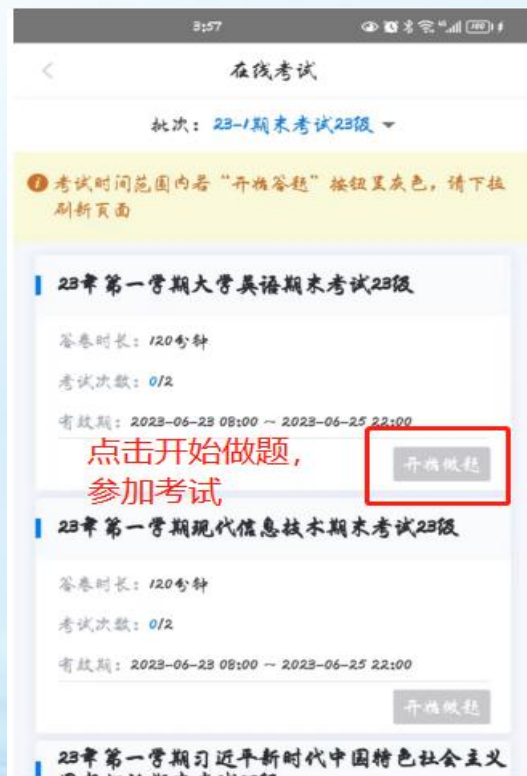 3:57
100
在线考试
批次：23-1期末考试23级
考试时间范围内若“开始答题”按钮呈灰色，请下拉
刷新页面
23年第一学期大学英语期末考试23级
答卷时长：120分钟
考试次数：0/2
有效期：2023-06-23 08:00 ~ 2023-06-25 22:00
点击开始做题，
参加考试
开始做题
23年第一学期现代信息技术期末考试23级
答卷时长：120分钟
考试次数：0/2
有效期：2023-06-23 08:00 ~ 2023-06-25 22:00
开始做题
23年第一学期习近平新时代中国特色社会主义